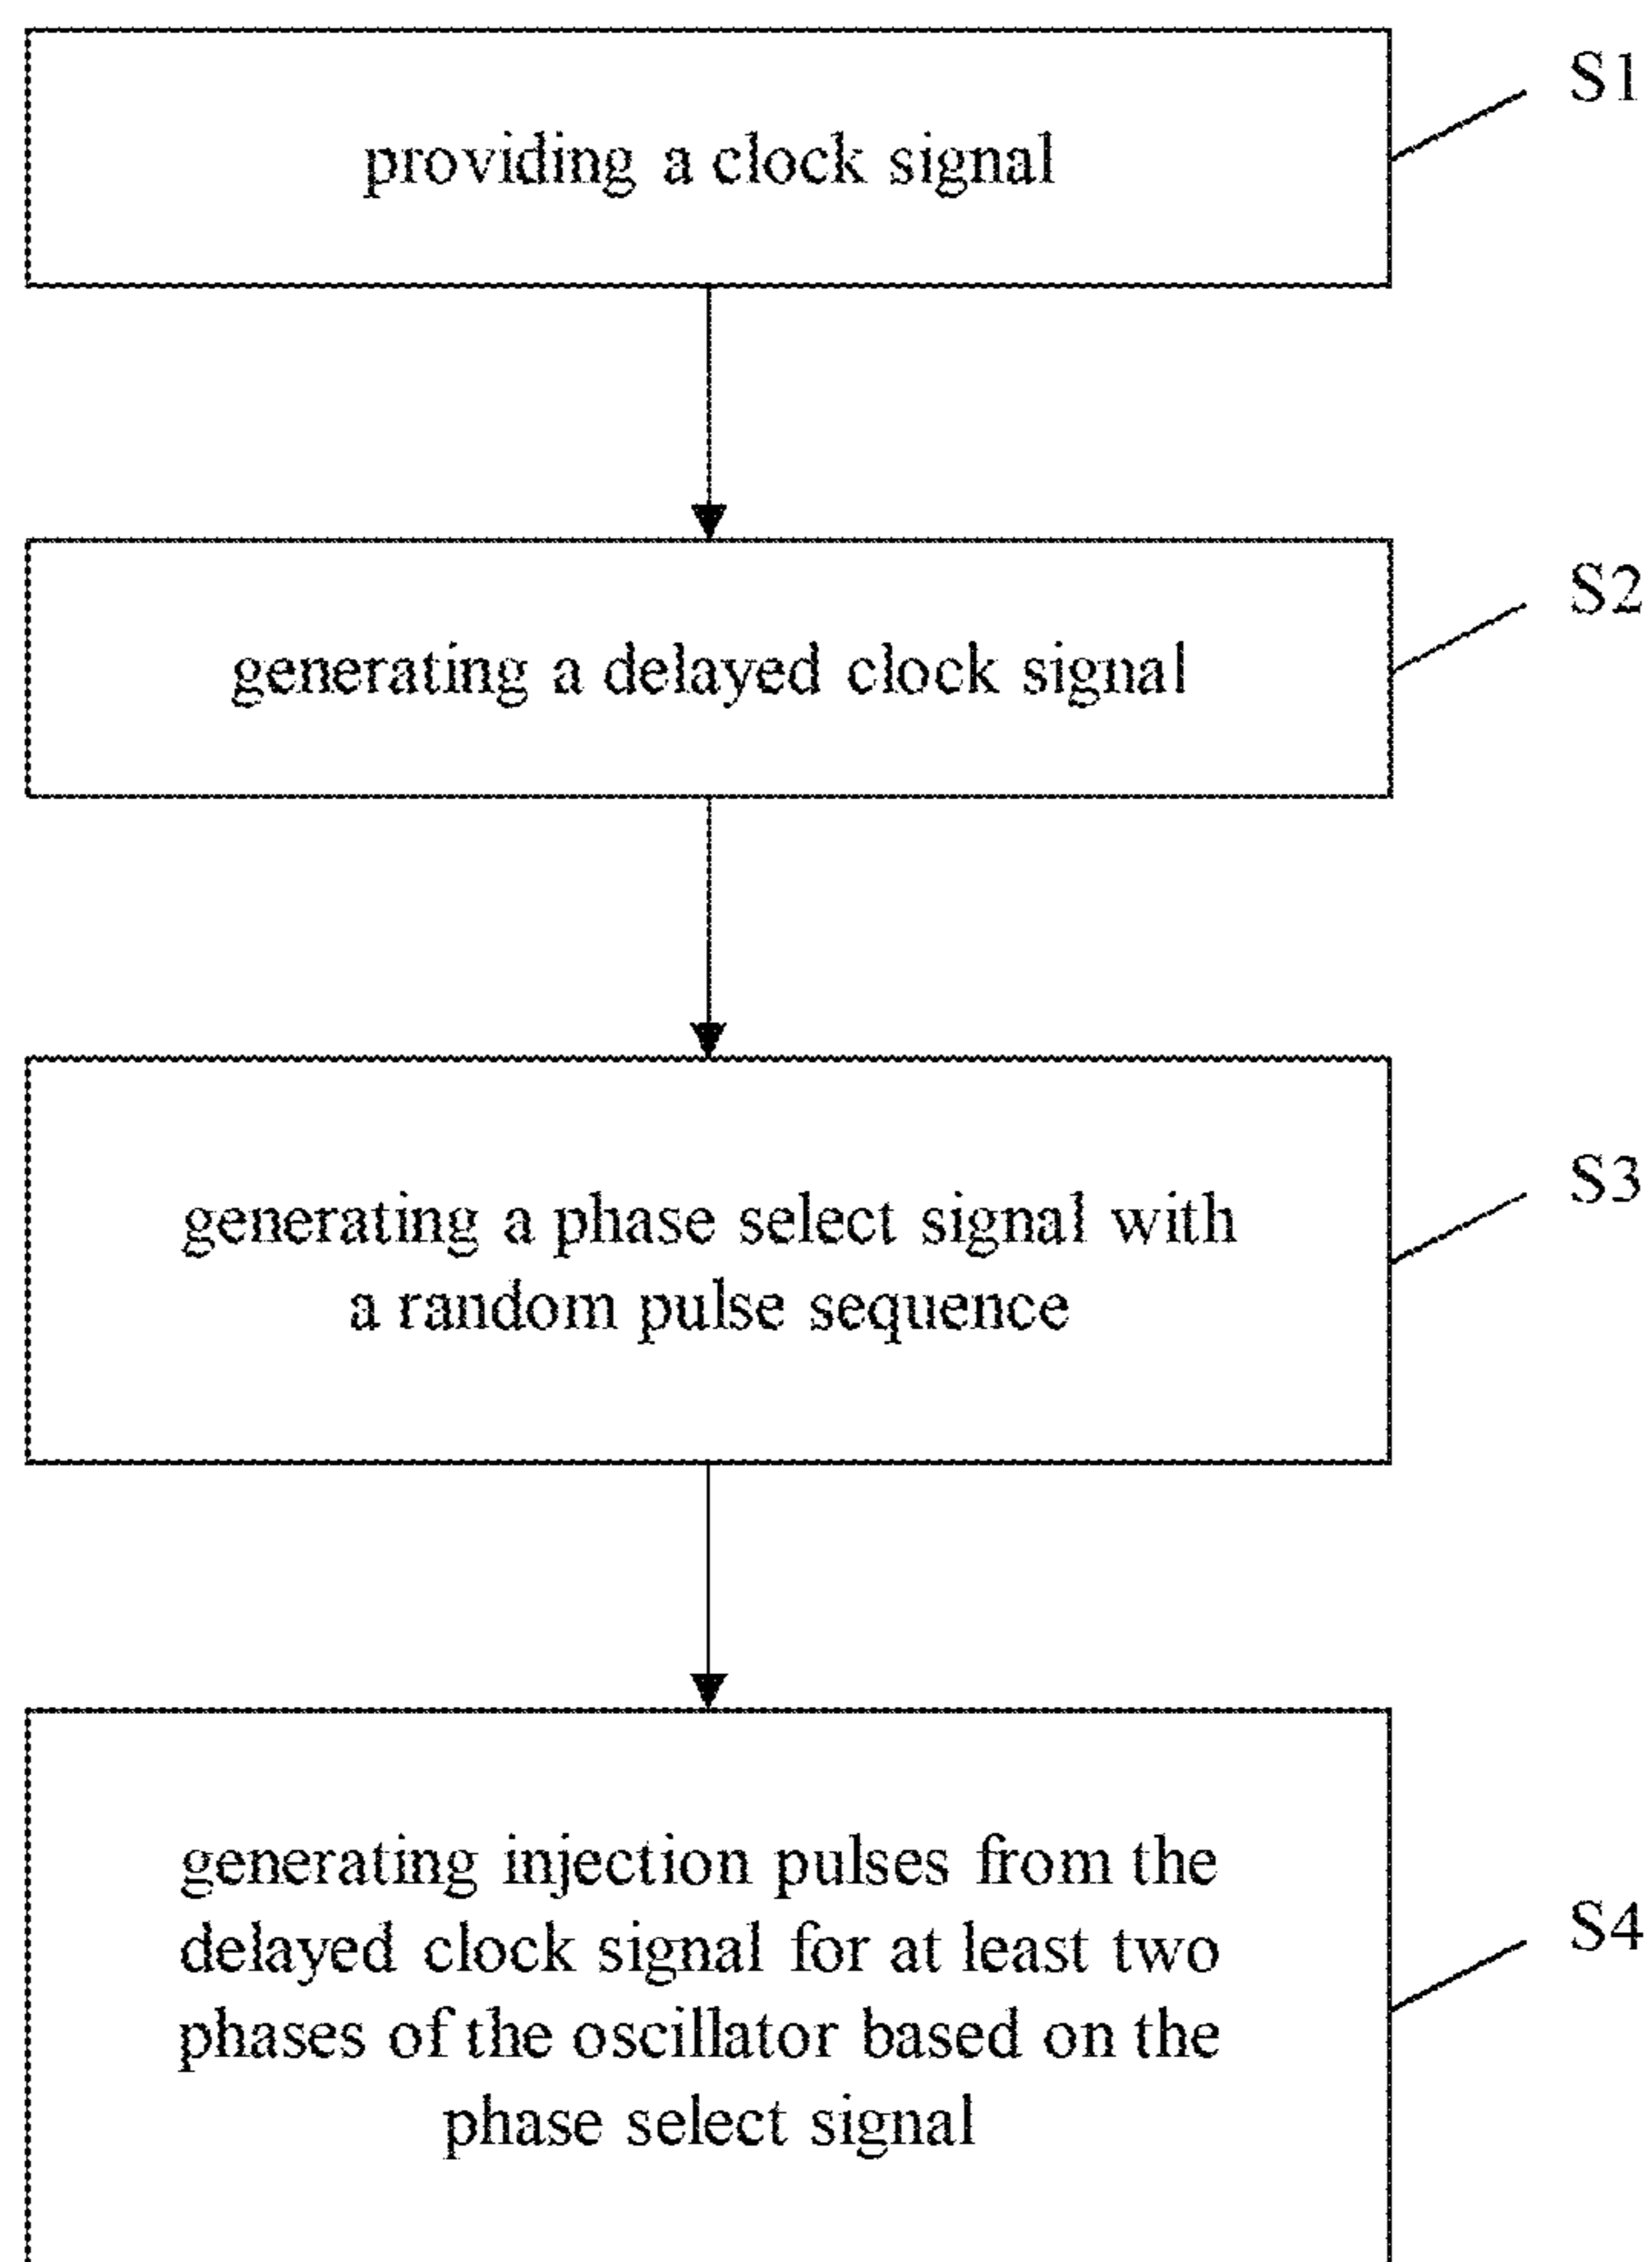 providing a clock signal
S1
generating a delayed clock signal
S2
generating a phase select signal with
a random pulse sequence
S3
generating injection pulses from the
delayed clock signal for at least two
phases of the oscillator based on the
phase select signal
S4